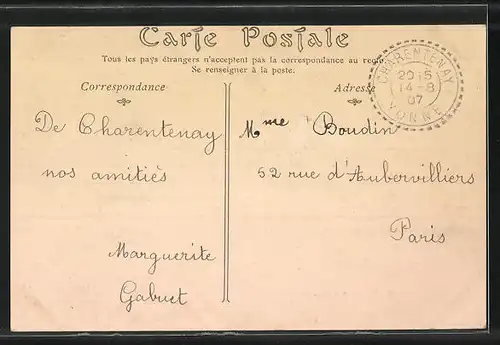 Carte Postale
Tous les pays étrangers n'acceptent pas la correspondance au recto.
Se renseigner à la poste.
Correspondance
Adresse
CHARENTENAY
20 15
14 - 8
07
YONNE
De Charentenay
nos amitiés
Marguerite
Gabuet
Mme Boudin
52 rue d'Aubervilliers
Paris